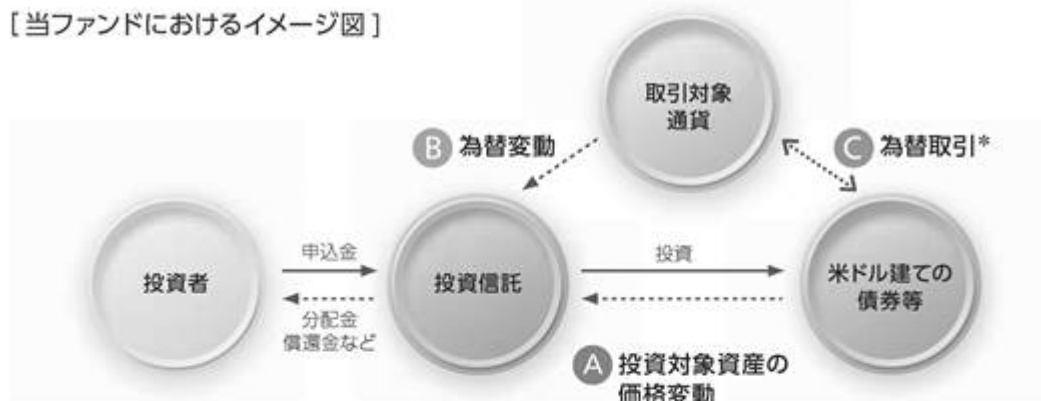 [当ファンドにおけるイメージ図]
取引対象
通貨
B 為替変動
C 為替取引*
投資者
申込金
分配金
償還金など
投資信託
投資
米ドル建ての
債券等
A 投資対象資産の
価格変動